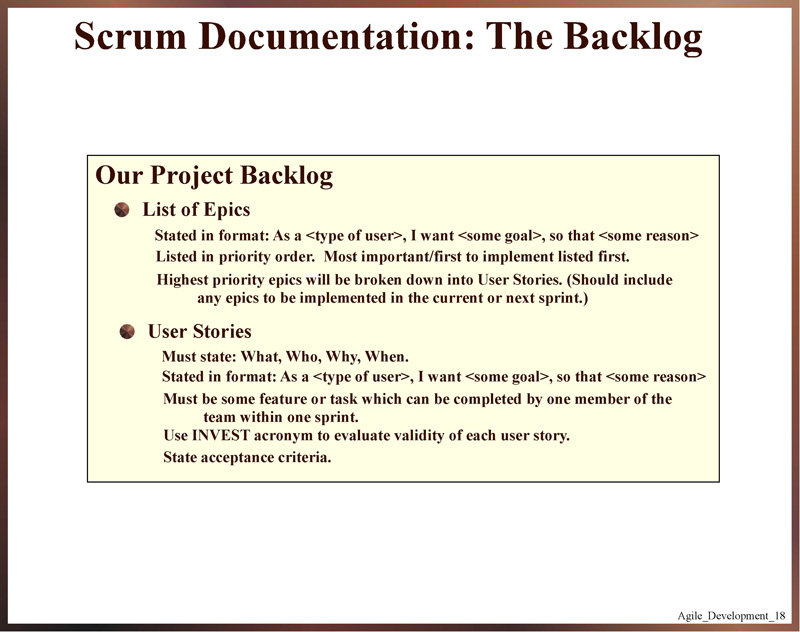 Scrum Documentation: The Backlog
Our Project Backlog
List of Epics
Stated in format: As a <type of user>, I want <some goal>, so that <some reason>
Listed in priority order.  Most important/first to implement listed first.
Highest priority epics will be broken down into User Stories. (Should include
any epics to be implemented in the current or next sprint.)
User Stories
Must state: What, Who, Why, When.
Stated in format: As a <type of user>, I want <some goal>, so that <some reason>
Must be some feature or task which can be completed by one member of the
team within one sprint.
Use INVEST acronym to evaluate validity of each user story.
State acceptance criteria.
Agile_Development_18